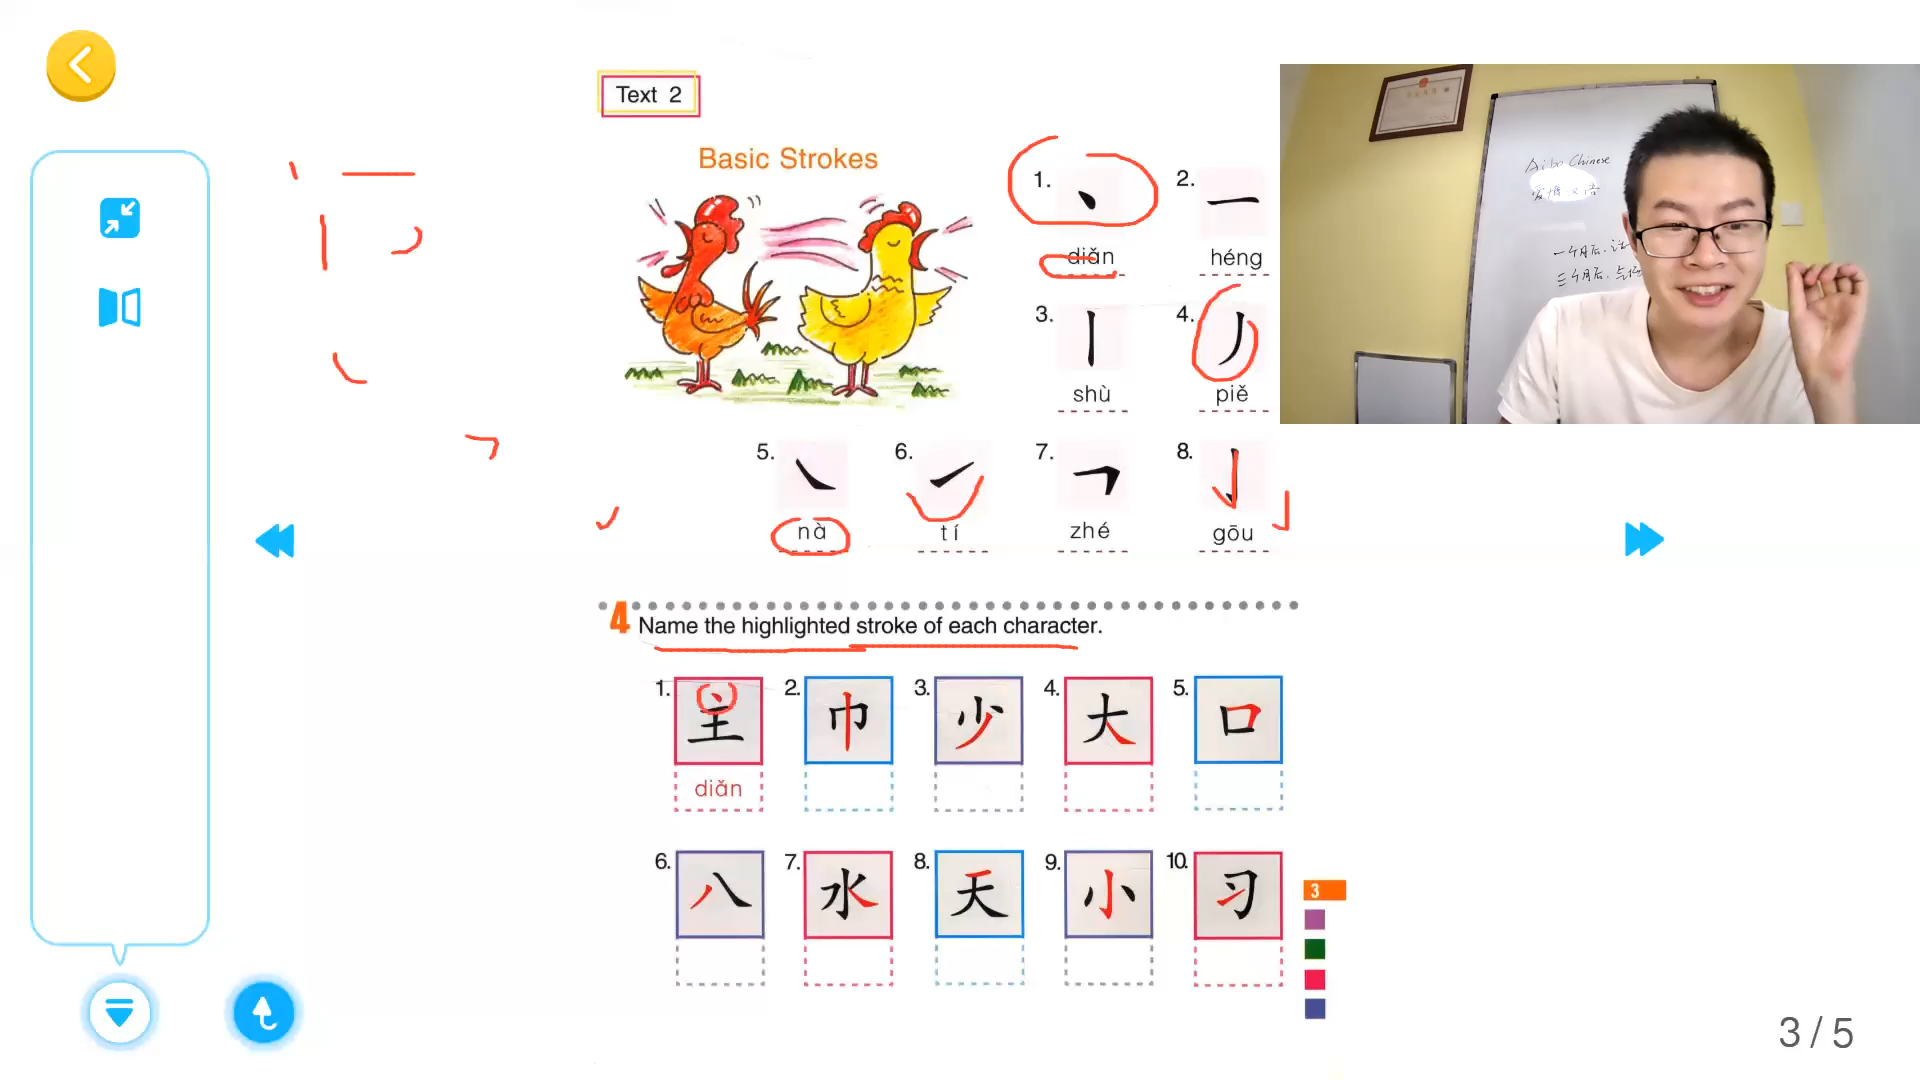 Text 2
Basic Strokes
1.
丶
diǎn
2.
一
héng
3.
丨
shù
4.
丿
piě
5.
㇏
nà
6.
㇀
tí
7.
𠃍
zhé
8.
亅
gōu
Aibo Chinese
4 Name the highlighted stroke of each character.
1. 主
diǎn
2. 巾
3. 少
4. 大
5. 口
6. 八
7. 水
8. 天
9. 小
10. 习
3
3 / 5